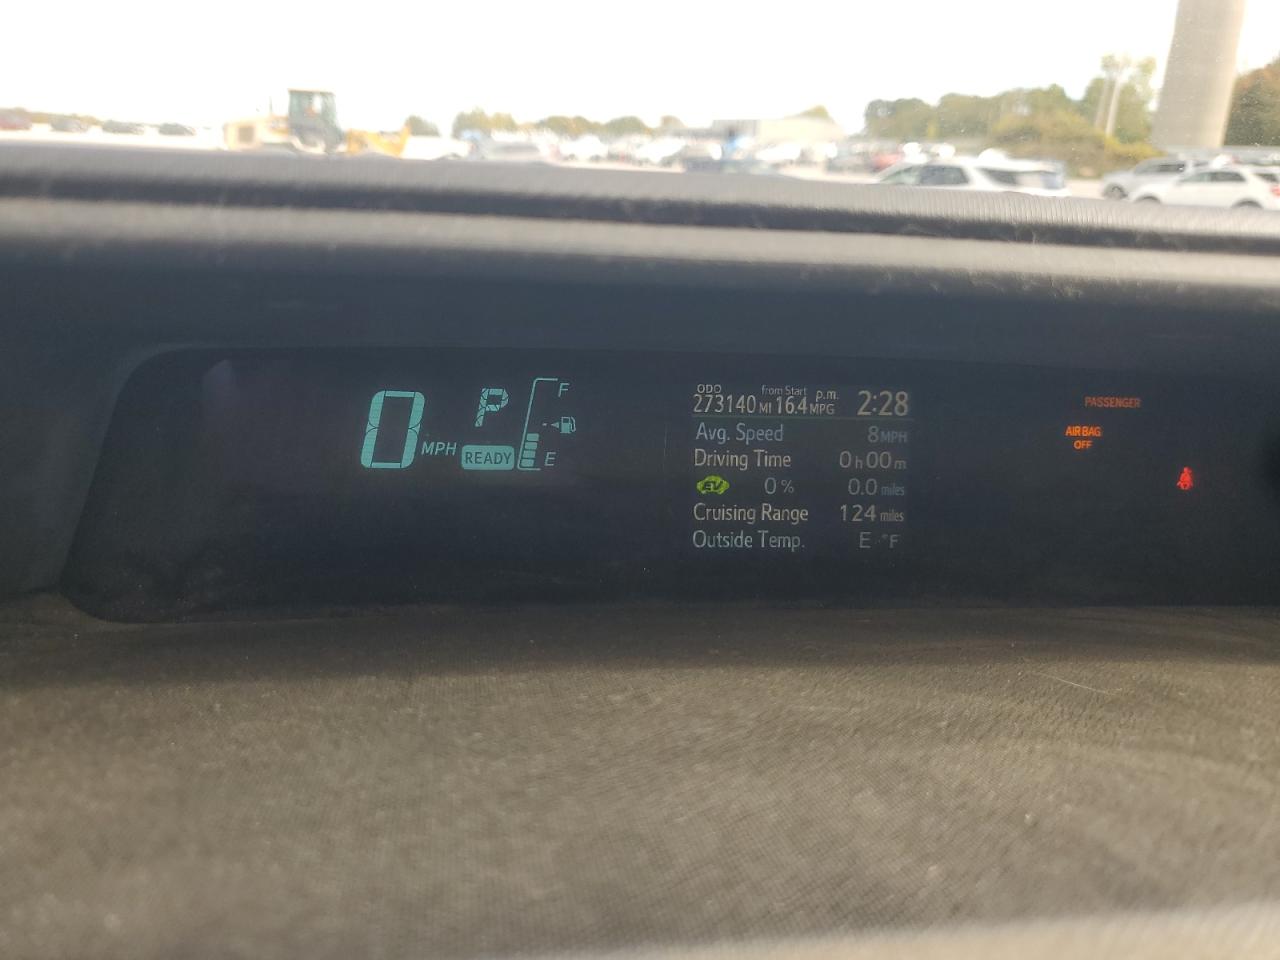 0 MPH
P
READY
F
E
ODO from Start p.m.
273140 MI 16.4 MPG 2:28
Avg. Speed 8 MPH
Driving Time 0 h 00 m
EV 0 % 0.0 miles
Cruising Range 124 miles
Outside Temp. E °F
PASSENGER
AIR BAG
OFF